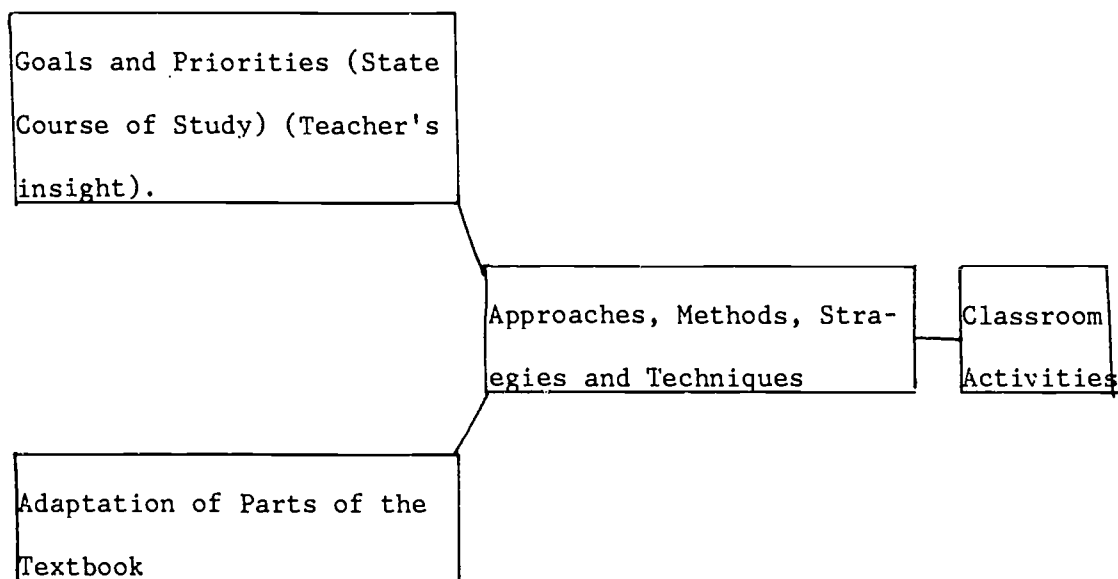 Goals and Priorities (State
Course of Study) (Teacher's
insight).
Approaches, Methods, Stra-
egies and Techniques
Classroom
Activities
Adaptation of Parts of the
Textbook